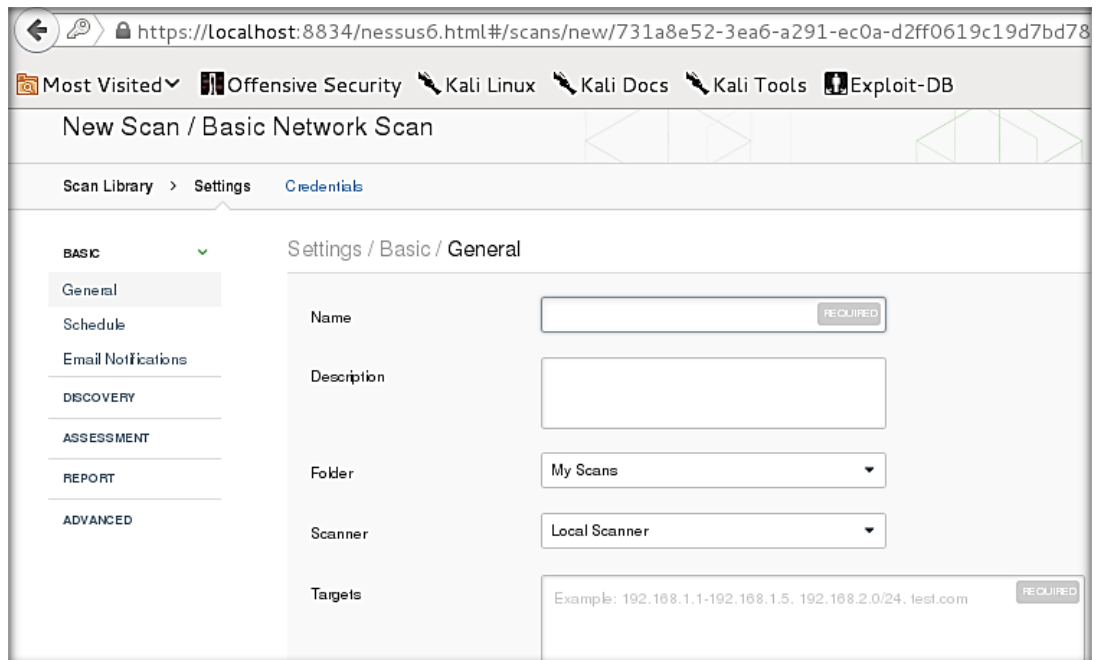 https://localhost:8834/nessus6.html#/scans/new/731a8e52-3ea6-a291-ec0a-d2ff0619c19d7bd78
Most Visited Offensive Security Kali Linux Kali Docs Kali Tools Exploit-DB
New Scan / Basic Network Scan
Scan Library > Settings Credentials
BASIC
General
Schedule
Email Notifications
DISCOVERY
ASSESSMENT
REPORT
ADVANCED
Settings / Basic / General
Name REQUIRED
Description
Folder My Scans
Scanner Local Scanner
Targets Example: 192.168.1.1-192.168.1.5, 192.168.2.0/24, test.com REQUIRED